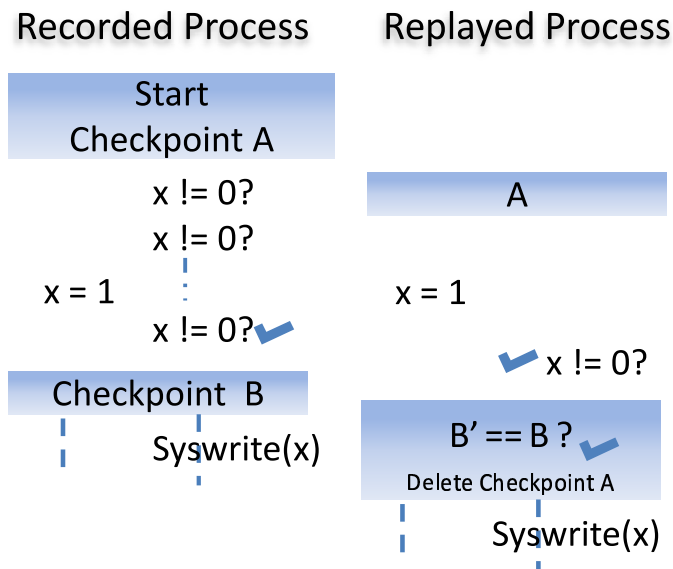 Recorded Process
Start
Checkpoint A
x != 0?
x != 0?
x = 1
x != 0?
Checkpoint B
Syswrite(x)
Replayed Process
A
x = 1
x != 0?
B’ == B ?
Delete Checkpoint A
Syswrite(x)